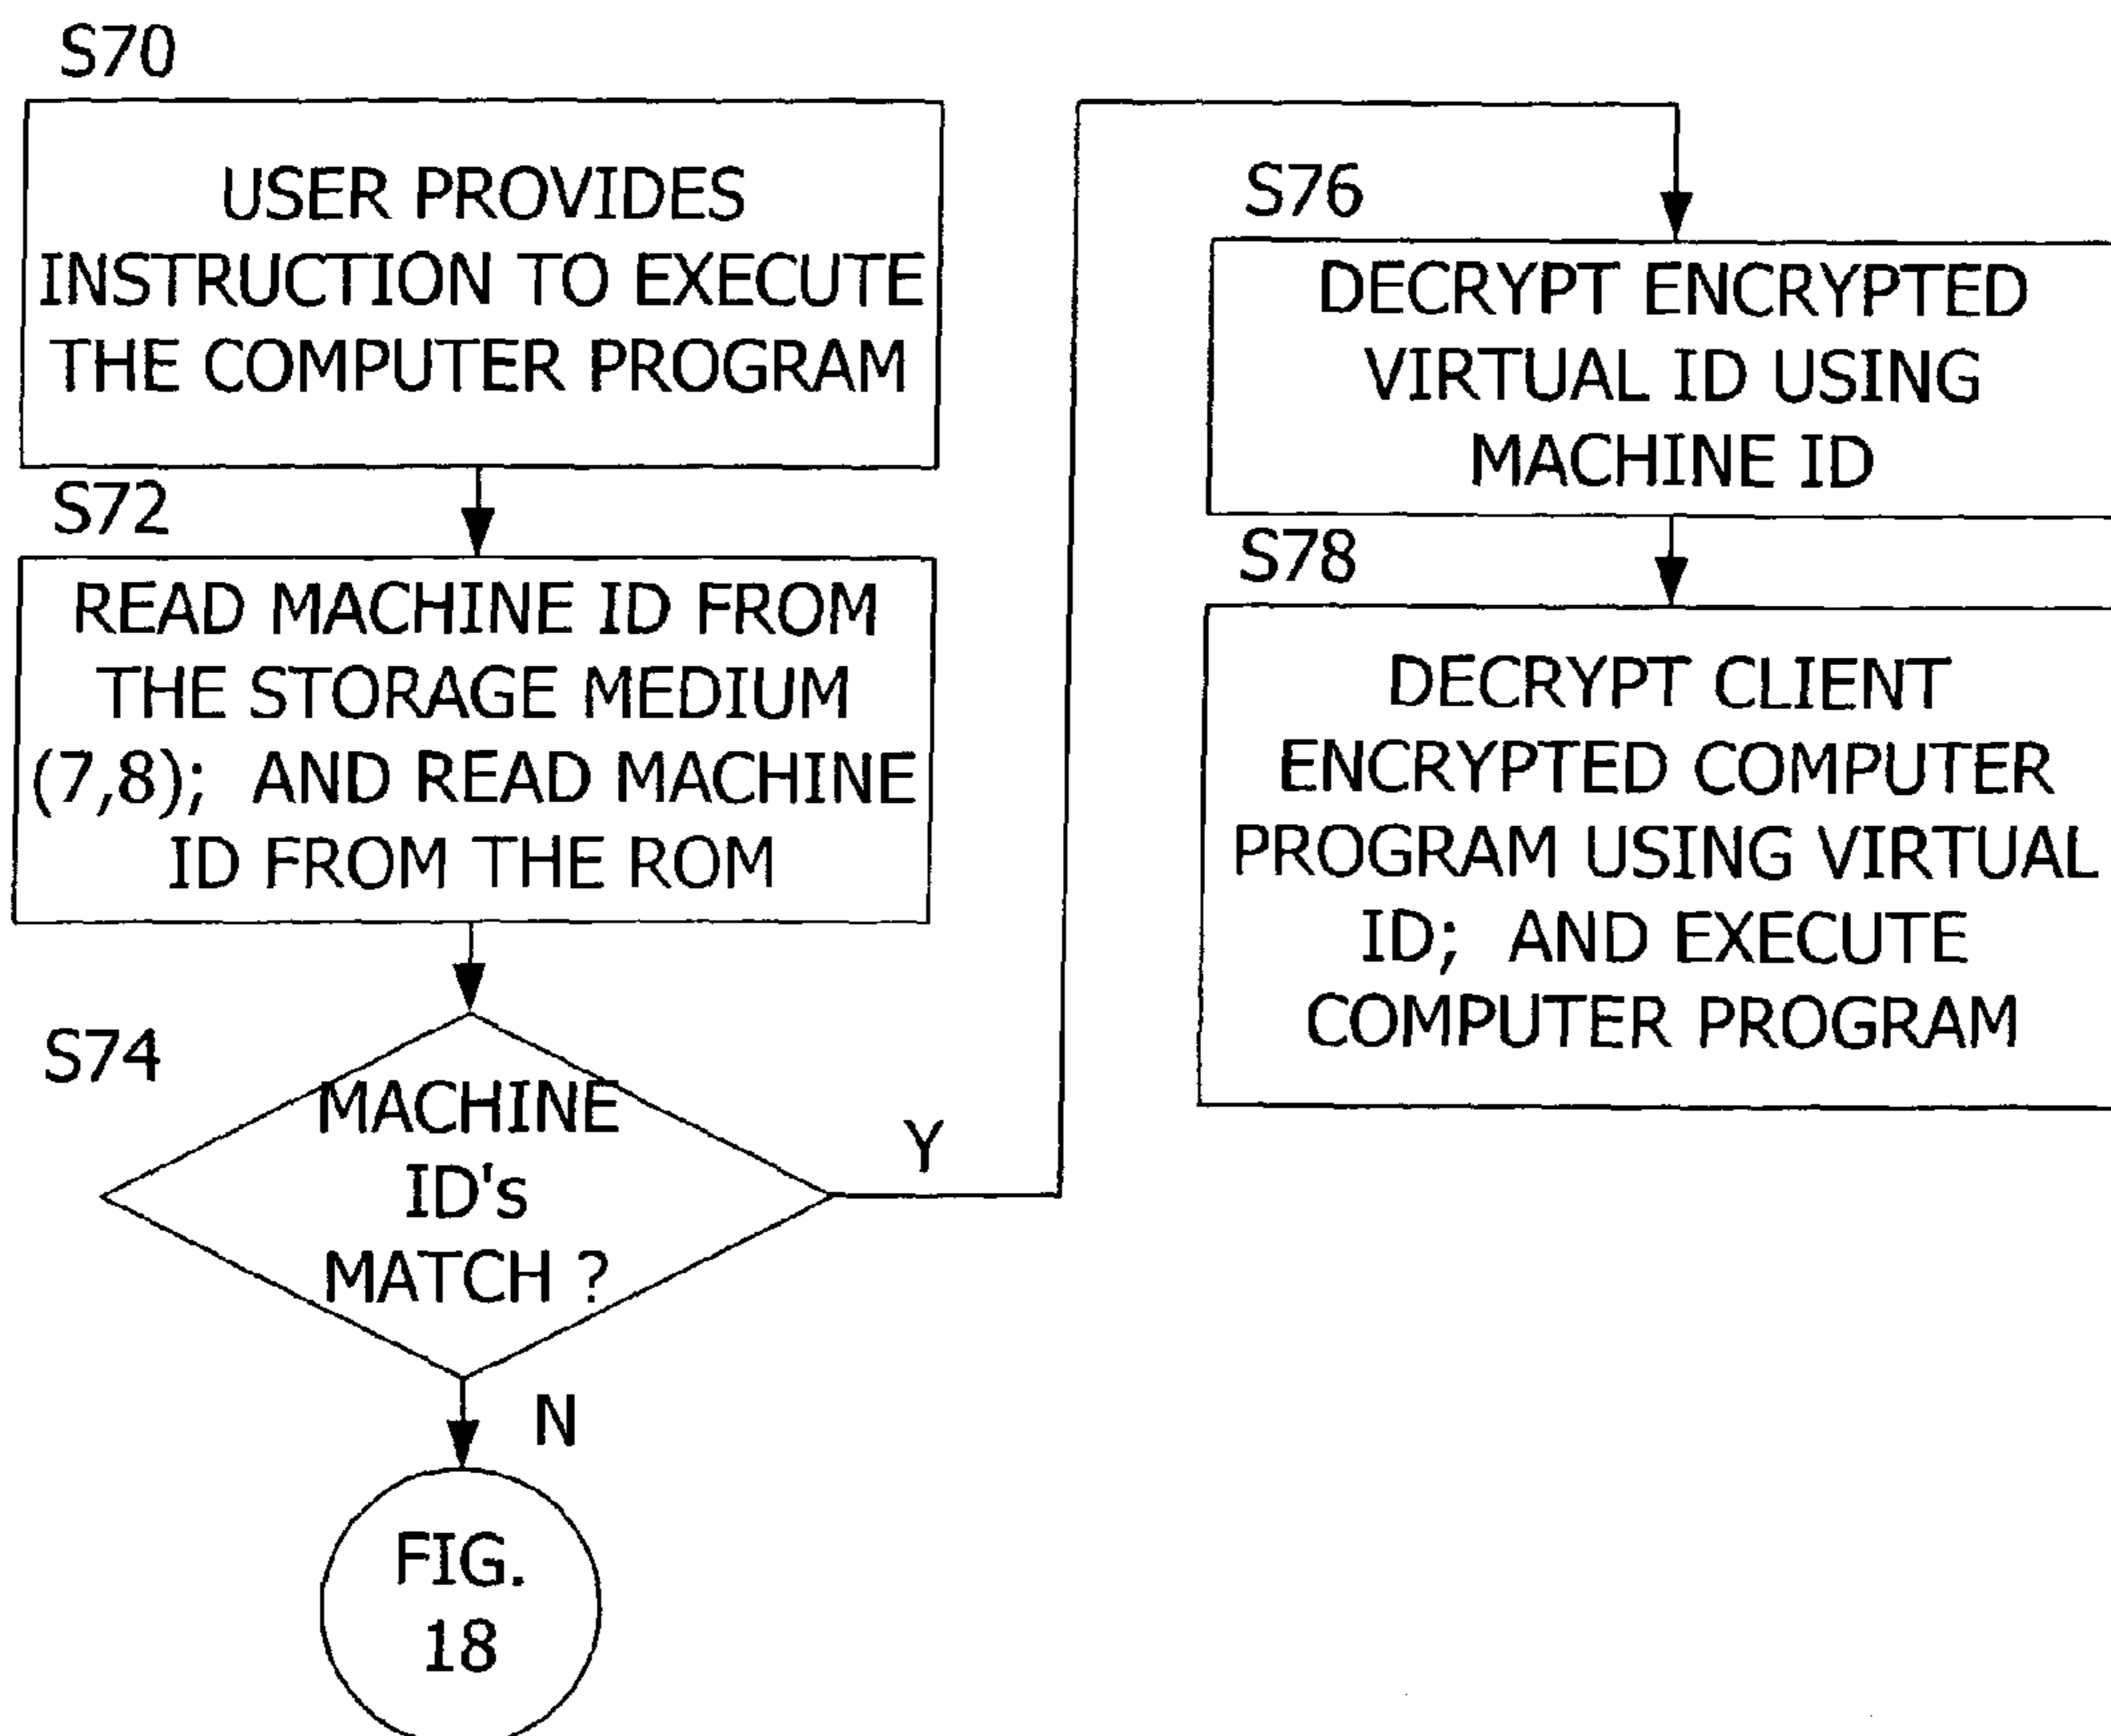 S70
USER PROVIDES
INSTRUCTION TO EXECUTE
THE COMPUTER PROGRAM
S72
READ MACHINE ID FROM
THE STORAGE MEDIUM
(7,8); AND READ MACHINE
ID FROM THE ROM
S74
MACHINE
ID's
MATCH ?
Y
N
FIG.
18
S76
DECRYPT ENCRYPTED
VIRTUAL ID USING
MACHINE ID
S78
DECRYPT CLIENT
ENCRYPTED COMPUTER
PROGRAM USING VIRTUAL
ID; AND EXECUTE
COMPUTER PROGRAM